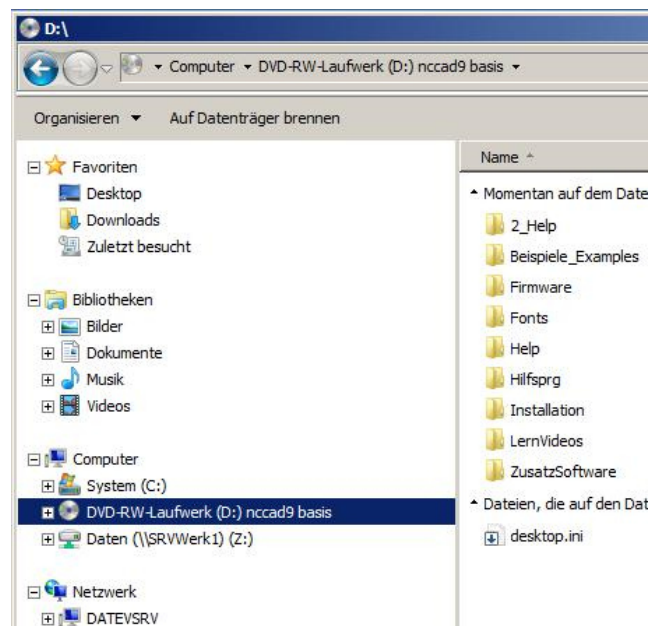 D:\
Computer DVD-RW-Laufwerk (D:) nccad9 basis
Organisieren Auf Datenträger brennen
Favoriten
Desktop
Downloads
Zuletzt besucht
Bibliotheken
Bilder
Dokumente
Musik
Videos
Computer
System (C:)
DVD-RW-Laufwerk (D:) nccad9 basis
Daten (\\SRVWerk1) (Z:)
Netzwerk
DATEVSRV
Name
Momentan auf dem Date
2_Help
Beispiele_Examples
Firmware
Fonts
Help
Hilfsprg
Installation
LernVideos
ZusatzSoftware
Dateien, die auf den Dat
desktop.ini